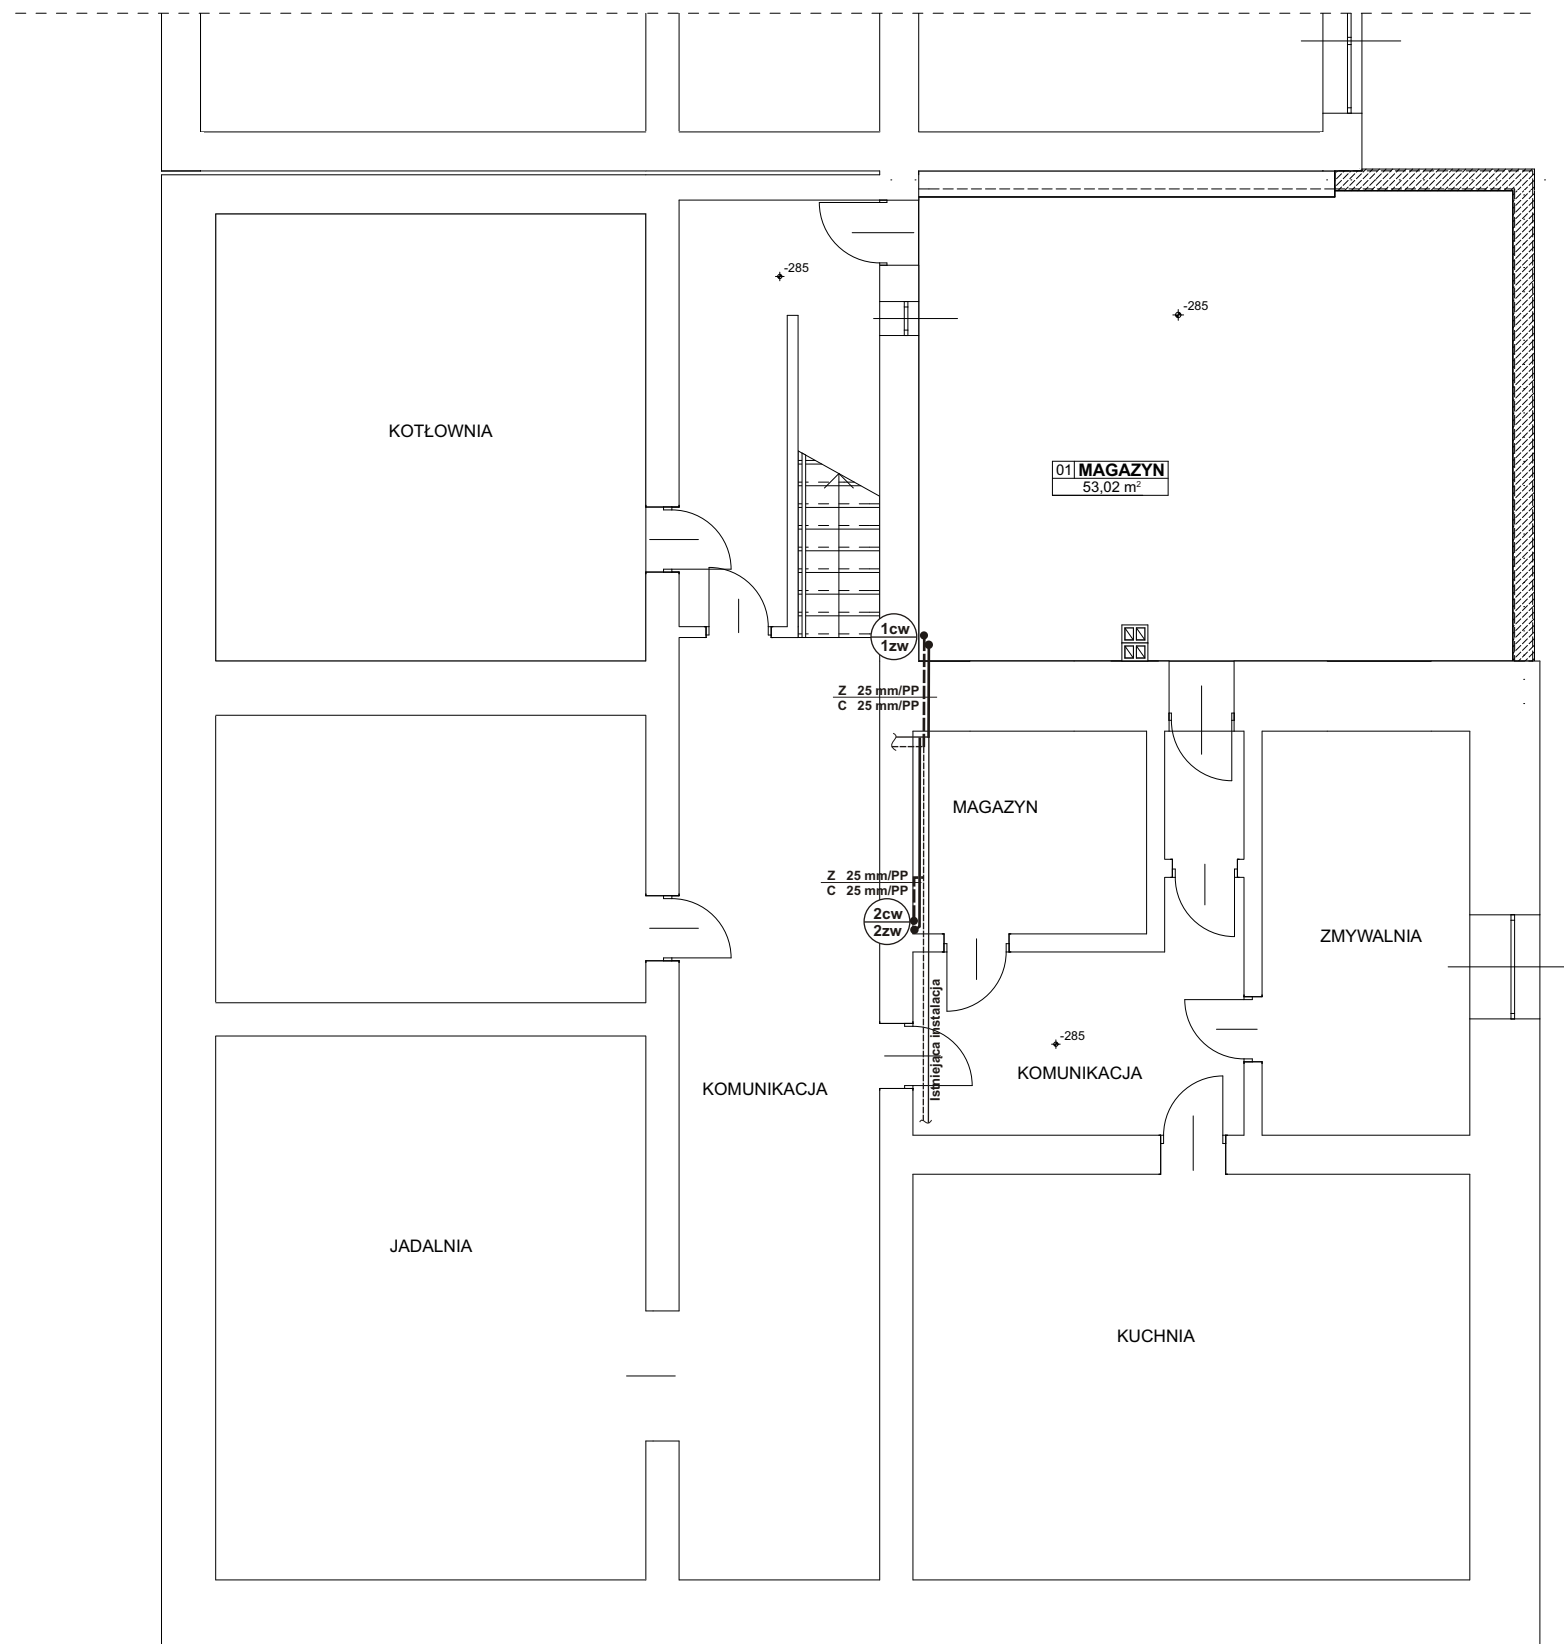 -285
-285
KOTŁOWNIA
01 MAGAZYN
53,02 m²
1cw
1zw
Z 25 mm/PP
C 25 mm/PP
MAGAZYN
Z 25 mm/PP
C 25 mm/PP
2cw
2zw
ZMYWALNIA
Istniejąca instalacja
-285
KOMUNIKACJA
KOMUNIKACJA
JADALNIA
KUCHNIA